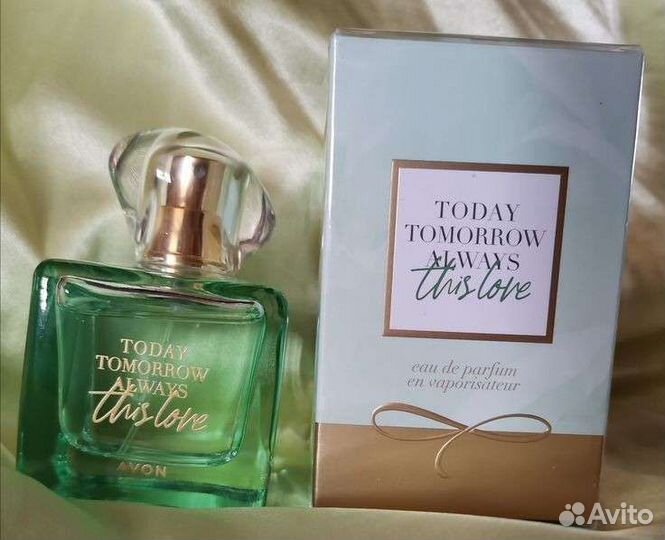 TODAY
TOMORROW
ALWAYS
this love
AVON
TODAY
TOMORROW
ALWAYS
this love
eau de parfum
en vaporisateur
Avito